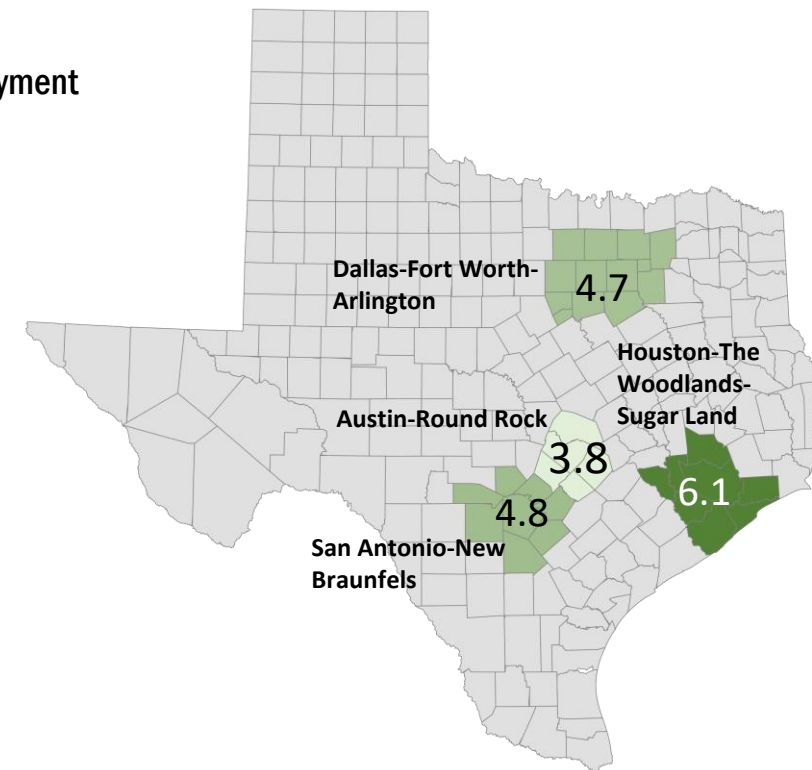 yment
Dallas-Fort Worth-
Arlington
4.7
Houston-The
Woodlands-
Sugar Land
Austin-Round Rock
3.8
6.1
4.8
San Antonio-New
Braunfels